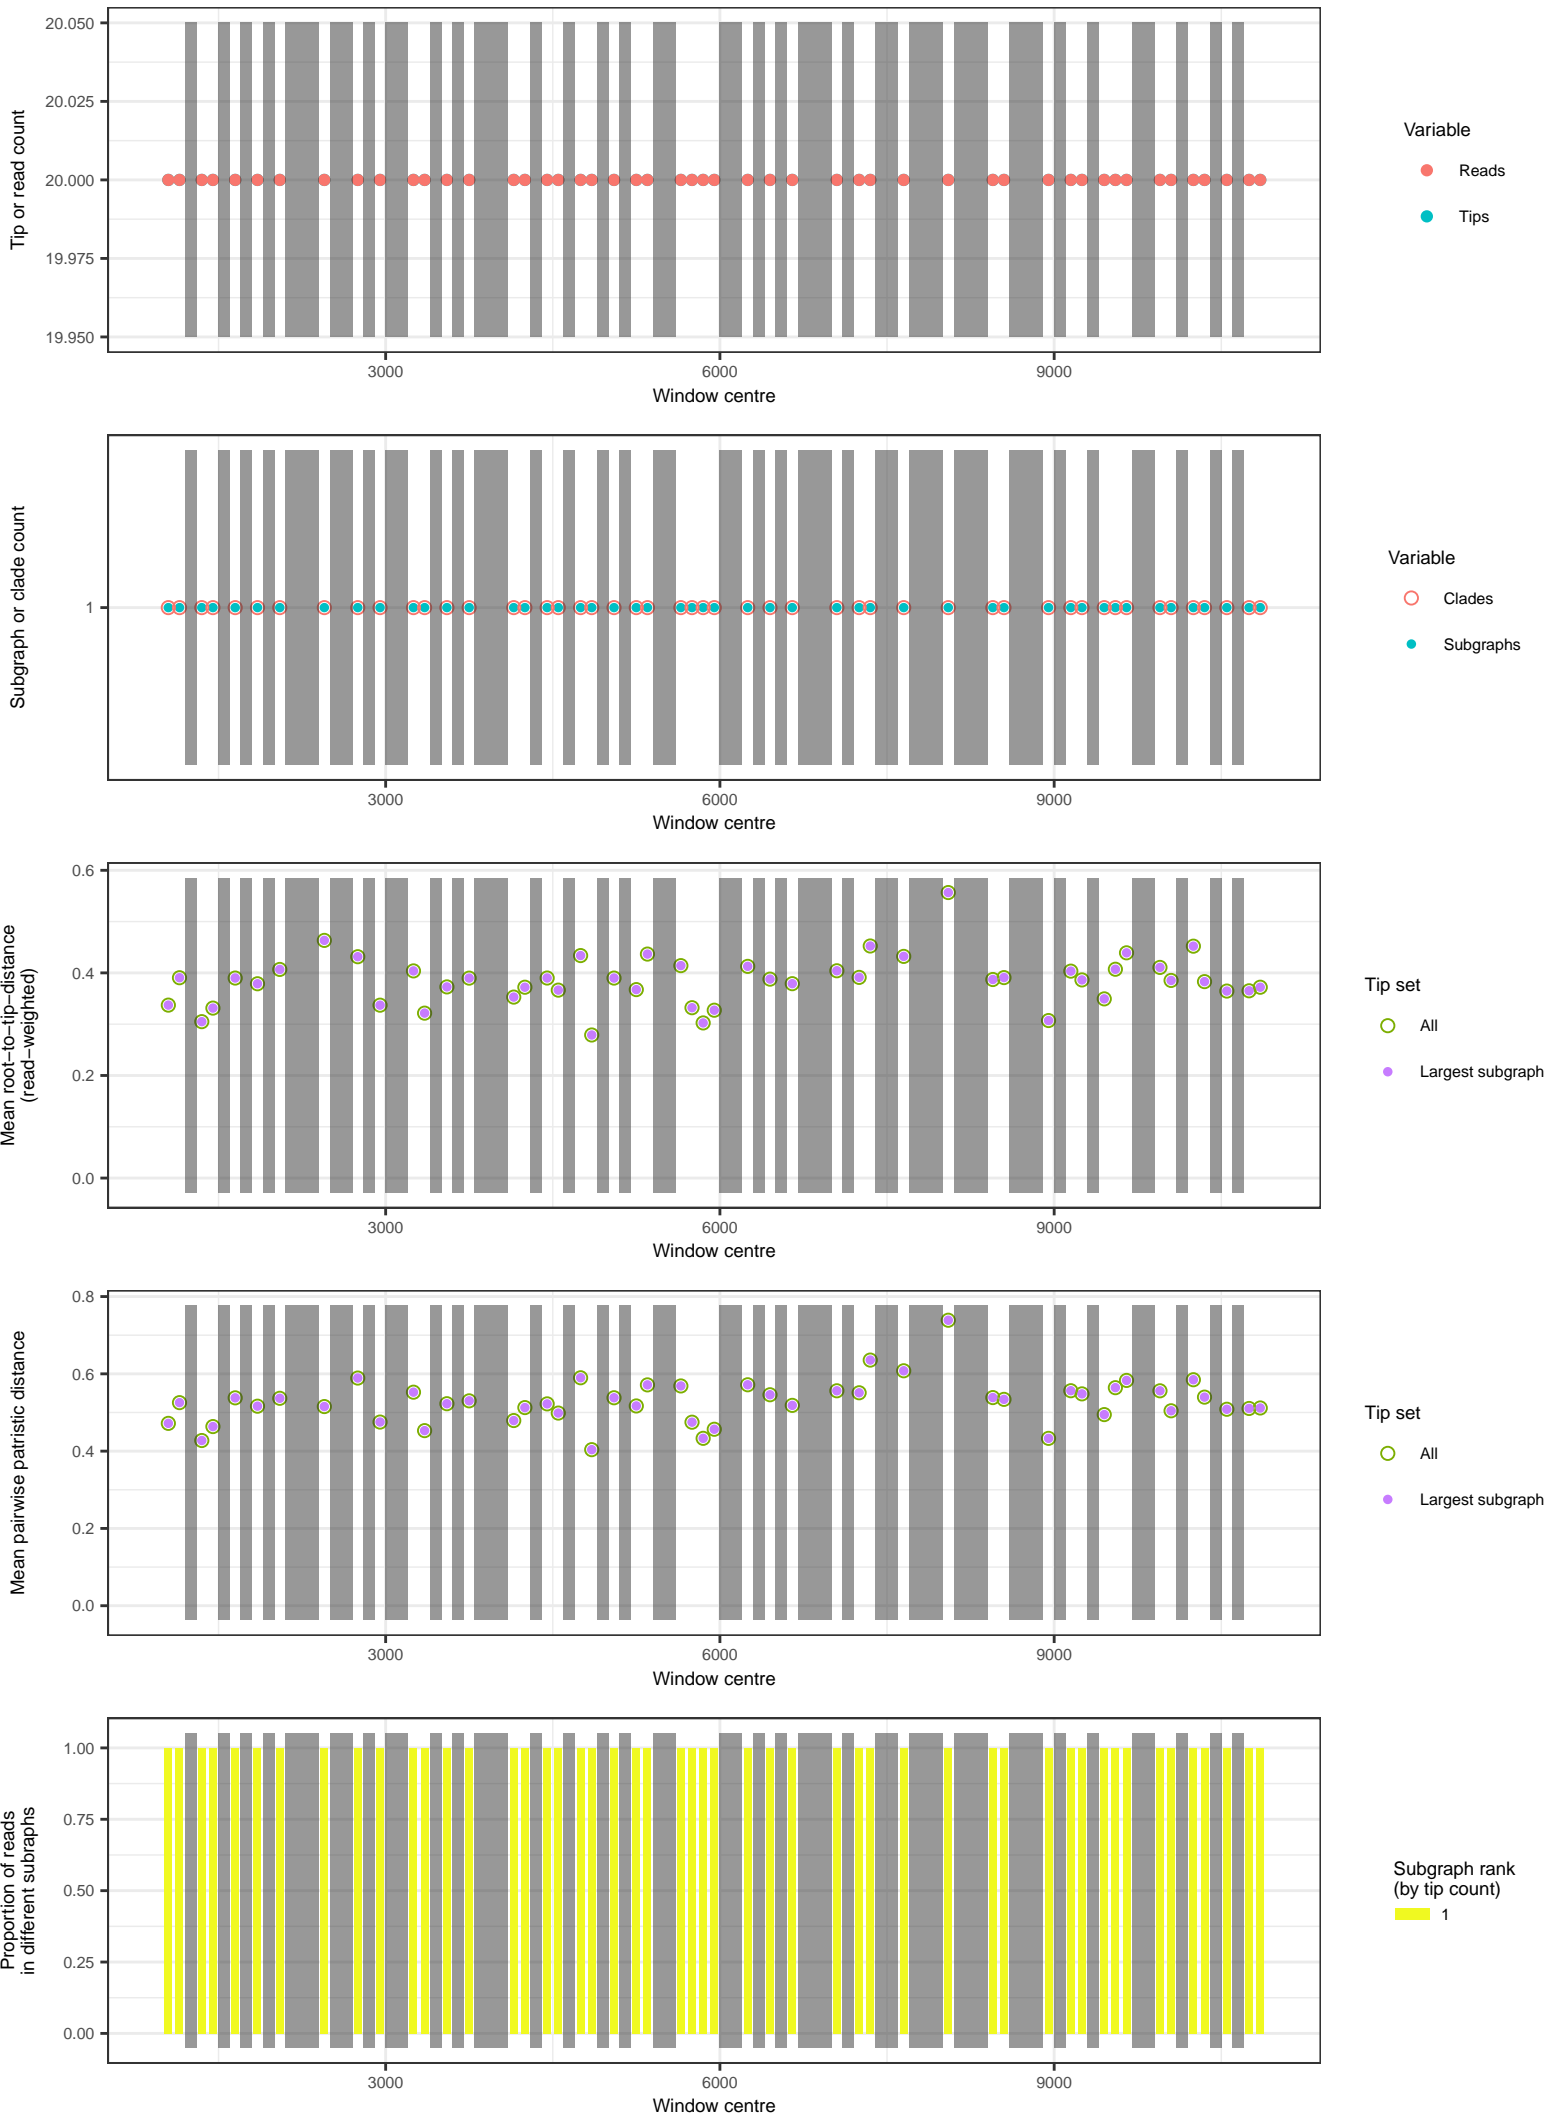 20.050
20.025
20.000
19.975
19.950
Tip or read count
3000 6000 9000
Window centre
Variable
Reads
Tips
1
Subgraph or clade count
3000 6000 9000
Window centre
Variable
Clades
Subgraphs
0.6
0.4
0.2
0.0
Mean root−to−tip−distance
(read−weighted)
3000 6000 9000
Window centre
Tip set
All
Largest subgraph
0.8
0.6
0.4
0.2
0.0
Mean pairwise patristic distance
3000 6000 9000
Window centre
Tip set
All
Largest subgraph
1.00
0.75
0.50
0.25
0.00
Proportion of reads
in different subraphs
3000 6000 9000
Window centre
Subgraph rank
(by tip count)
1